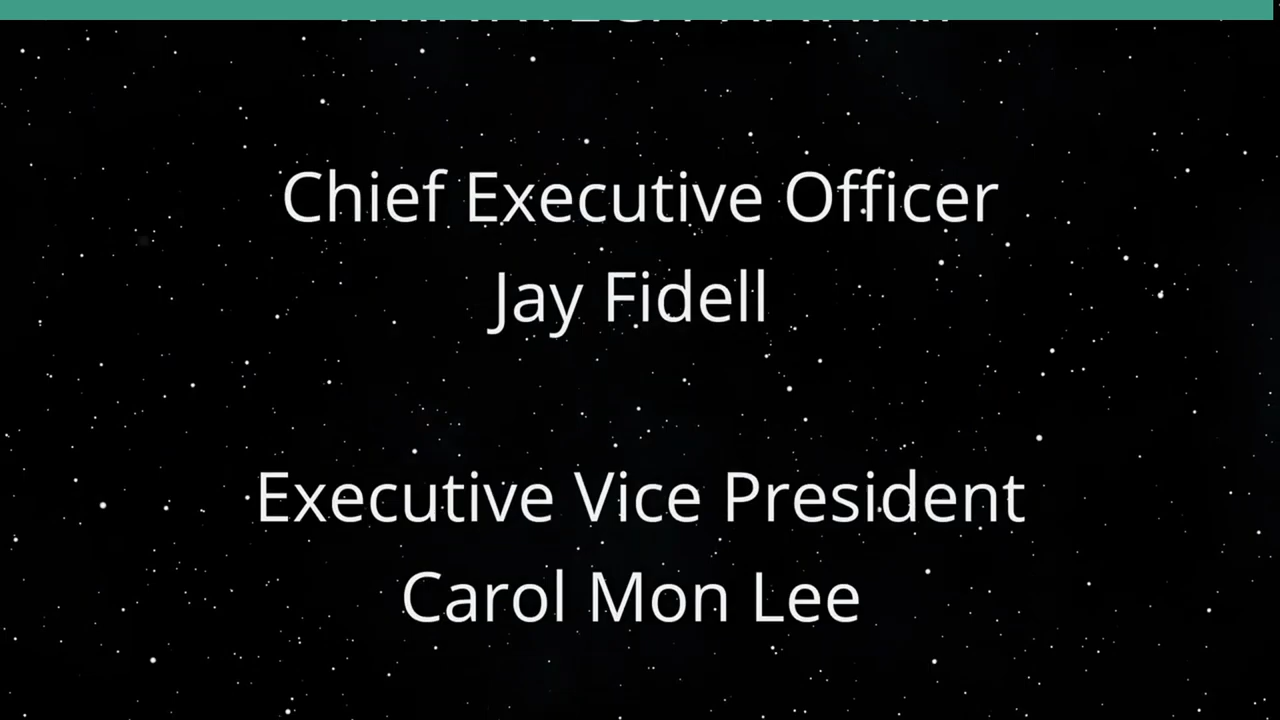 Chief Executive Officer
Jay Fidell
Executive Vice President
Carol Mon Lee